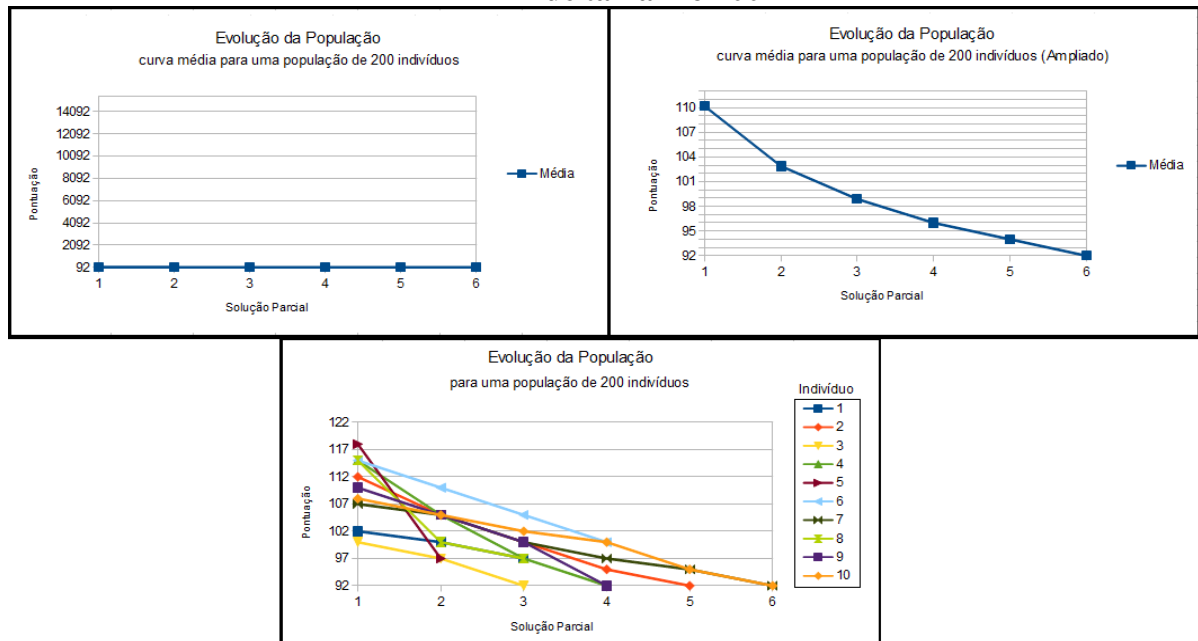 Evolução da População
curva média para uma população de 200 indivíduos
14092
12092
10092
8092
6092
4092
2092
92
Pontuação
1 2 3 4 5 6
Solução Parcial
Média
Evolução da População
curva média para uma população de 200 indivíduos (Ampliado)
110
107
104
101
98
95
92
Pontuação
1 2 3 4 5 6
Solução Parcial
Média
Evolução da População
para uma população de 200 indivíduos
122
117
112
107
102
97
92
Pontuação
1 2 3 4 5 6
Solução Parcial
Indivíduo
1
2
3
4
5
6
7
8
9
10